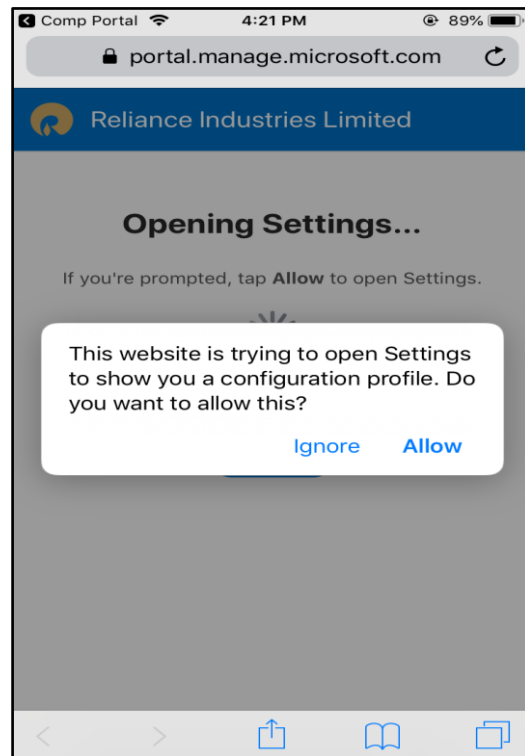 Comp Portal 4:21 PM 89%
portal.manage.microsoft.com
Reliance Industries Limited
Opening Settings...
If you're prompted, tap Allow to open Settings.
This website is trying to open Settings
to show you a configuration profile. Do
you want to allow this?
Ignore Allow